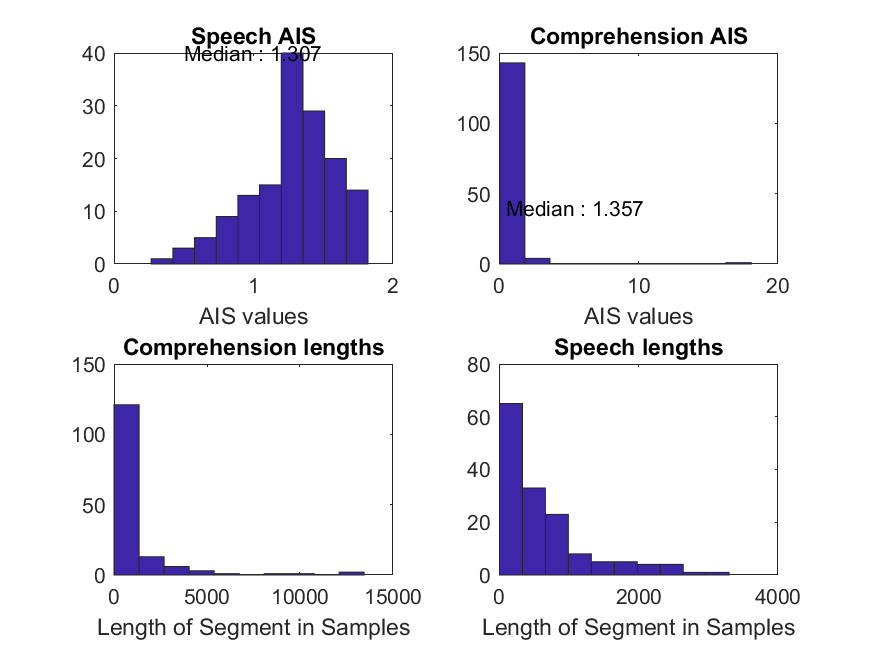 Speech AIS
Median : 1.307
40
30
20
10
0
0 1 2
AIS values
Comprehension AIS
150
100
50
0
Median : 1.357
0 10 20
AIS values
Comprehension lengths
150
100
50
0
0 5000 10000 15000
Length of Segment in Samples
Speech lengths
80
60
40
20
0
0 2000 4000
Length of Segment in Samples